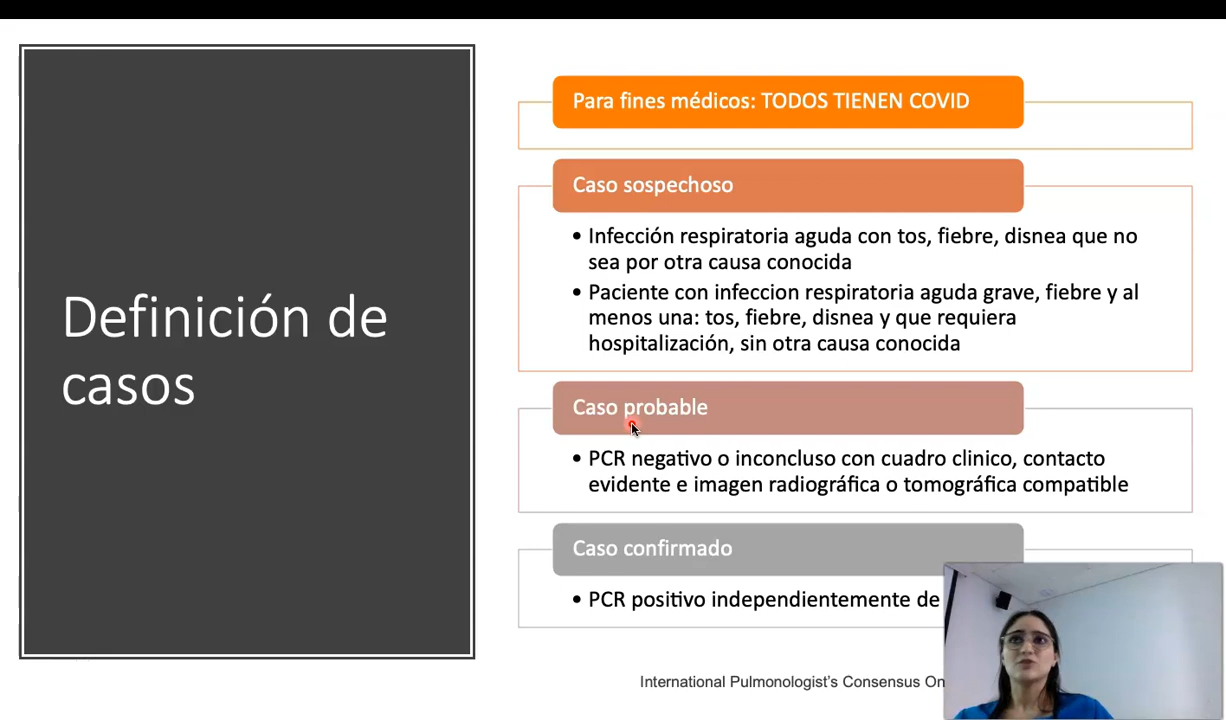 Definición de
casos
Para fines médicos: TODOS TIENEN COVID
Caso sospechoso
• Infección respiratoria aguda con tos, fiebre, disnea que no
sea por otra causa conocida
• Paciente con infeccion respiratoria aguda grave, fiebre y al
menos una: tos, fiebre, disnea y que requiera
hospitalización, sin otra causa conocida
Caso probable
• PCR negativo o inconcluso con cuadro clinico, contacto
evidente e imagen radiográfica o tomográfica compatible
Caso confirmado
• PCR positivo independientemente de
International Pulmonologist's Consensus On